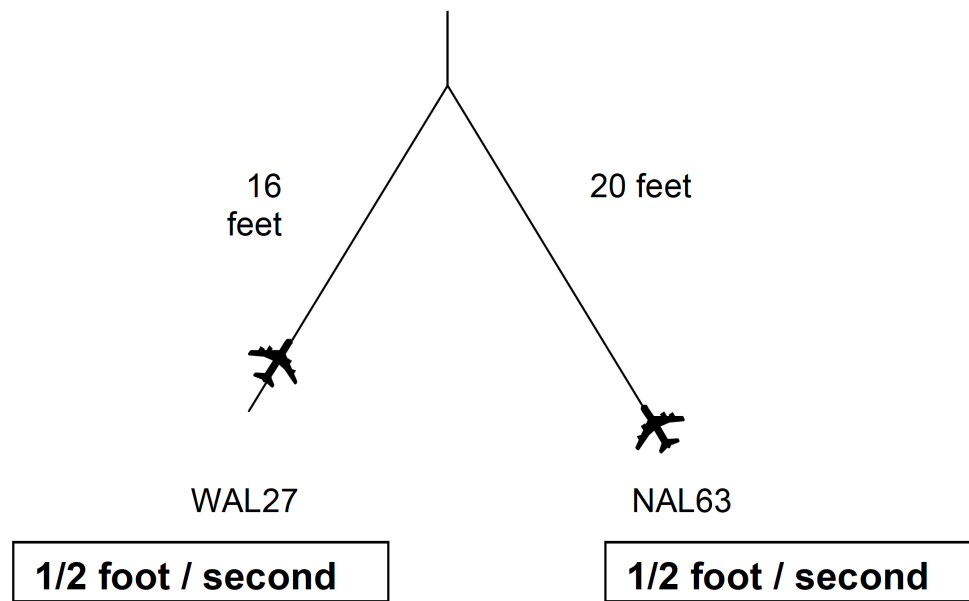 16
feet
20 feet
WAL27
NAL63
1/2 foot / second
1/2 foot / second